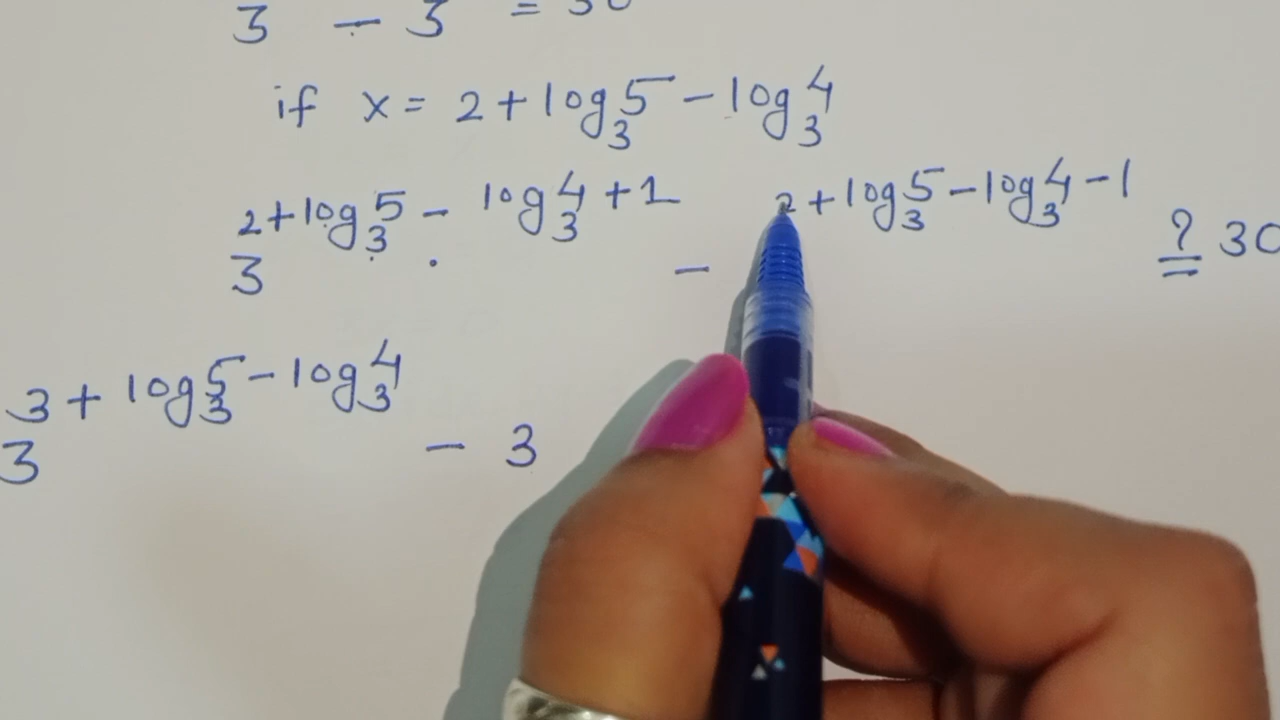 3 - 3 = 30
if x = 2 + log₃5 - log₃4
3^(2 + log₃5 - log₃4 + 1) - ^(2 + log₃5 - log₃4 - 1) ≟ 30
3^(3 + log₃5 - log₃4) - 3